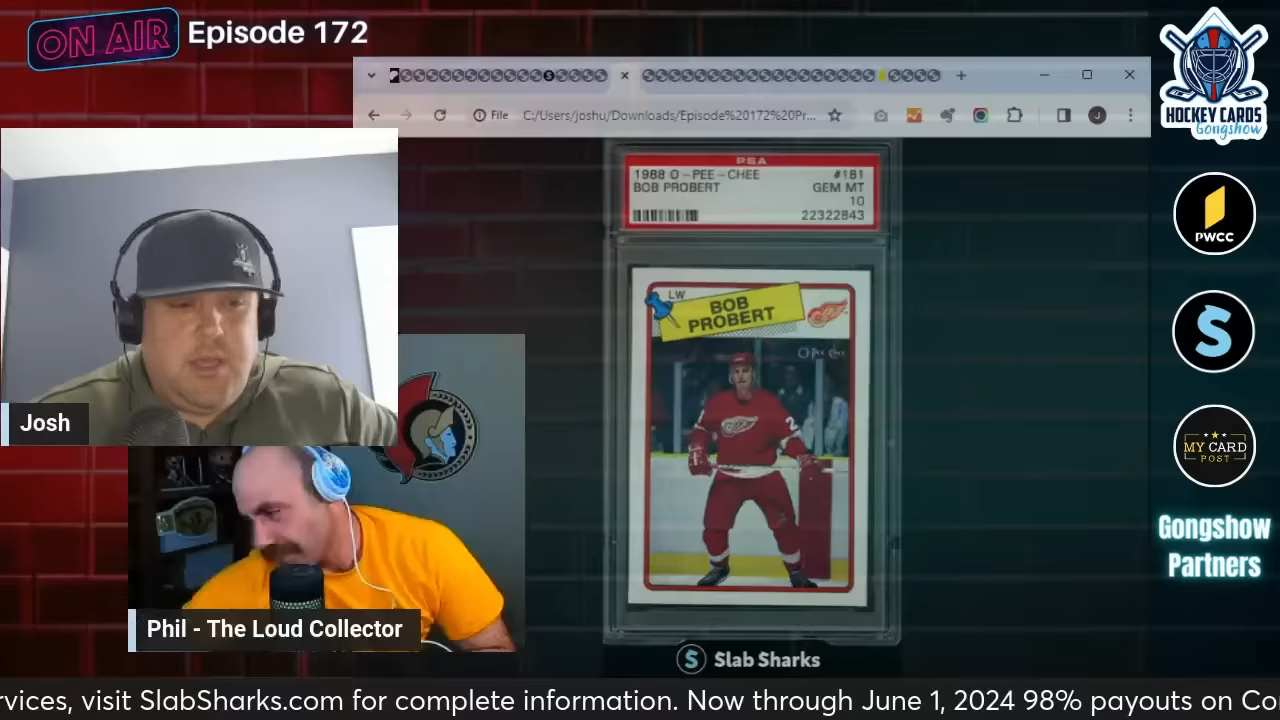 ON AIR
Episode 172
File C:/Users/joshu/Downloads/Episode%20172%20Pr...
J
HOCKEY CARDS
Gongshow
PSA
1988 O-PEE-CHEE #181
BOB PROBERT GEM MT
10
22322843
LW
BOB
PROBERT
O-Pee-Chee
PWCC
S
MY CARD
POST
Gongshow
Partners
Josh
Phil - The Loud Collector
S Slab Sharks
rvices, visit SlabSharks.com for complete information. Now through June 1, 2024 98% payouts on Co